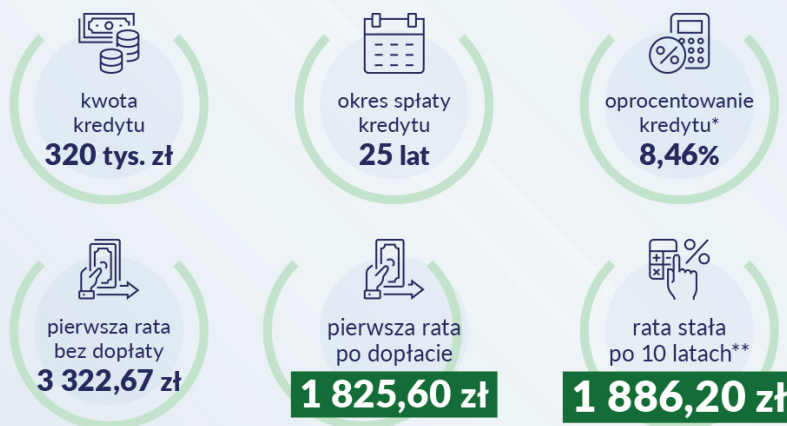 kwota
kredytu
320 tys. zł
okres spłaty
kredytu
25 lat
oprocentowanie
kredytu*
8,46%
pierwsza rata
bez dopłaty
3 322,67 zł
pierwsza rata
po dopłacie
1 825,60 zł
rata stała
po 10 latach**
1 886,20 zł